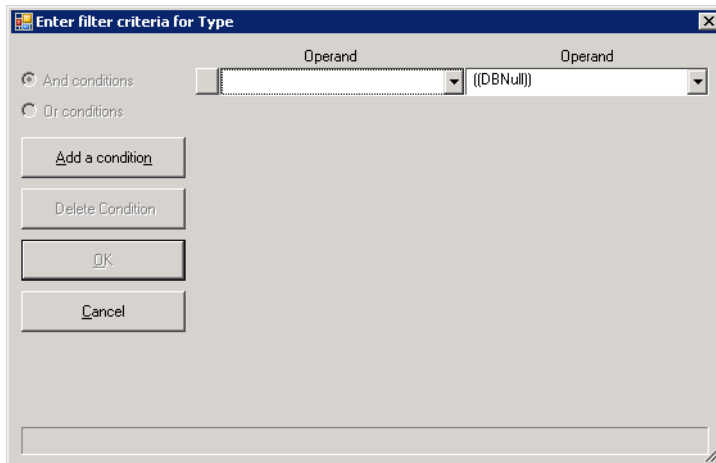 Enter filter criteria for Type
Operand Operand
And conditions
((DBNull))
Or conditions
Add a condition
Delete Condition
OK
Cancel